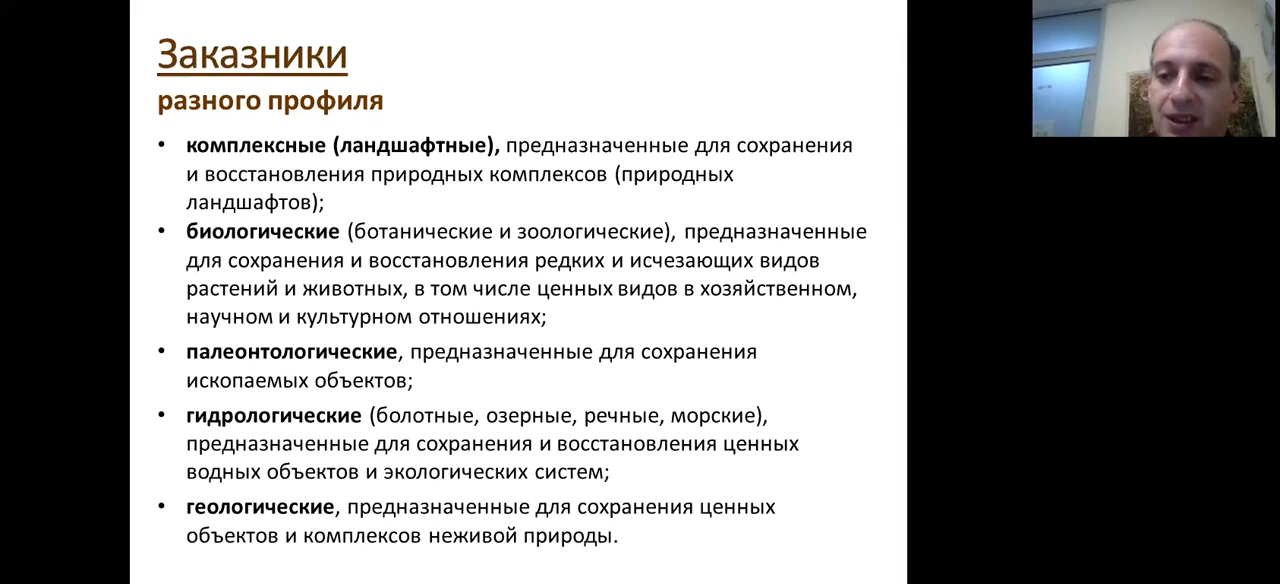 Заказники
разного профиля
• комплексные (ландшафтные), предназначенные для сохранения
и восстановления природных комплексов (природных
ландшафтов);
• биологические (ботанические и зоологические), предназначенные
для сохранения и восстановления редких и исчезающих видов
растений и животных, в том числе ценных видов в хозяйственном,
научном и культурном отношениях;
• палеонтологические, предназначенные для сохранения
ископаемых объектов;
• гидрологические (болотные, озерные, речные, морские),
предназначенные для сохранения и восстановления ценных
водных объектов и экологических систем;
• геологические, предназначенные для сохранения ценных
объектов и комплексов неживой природы.